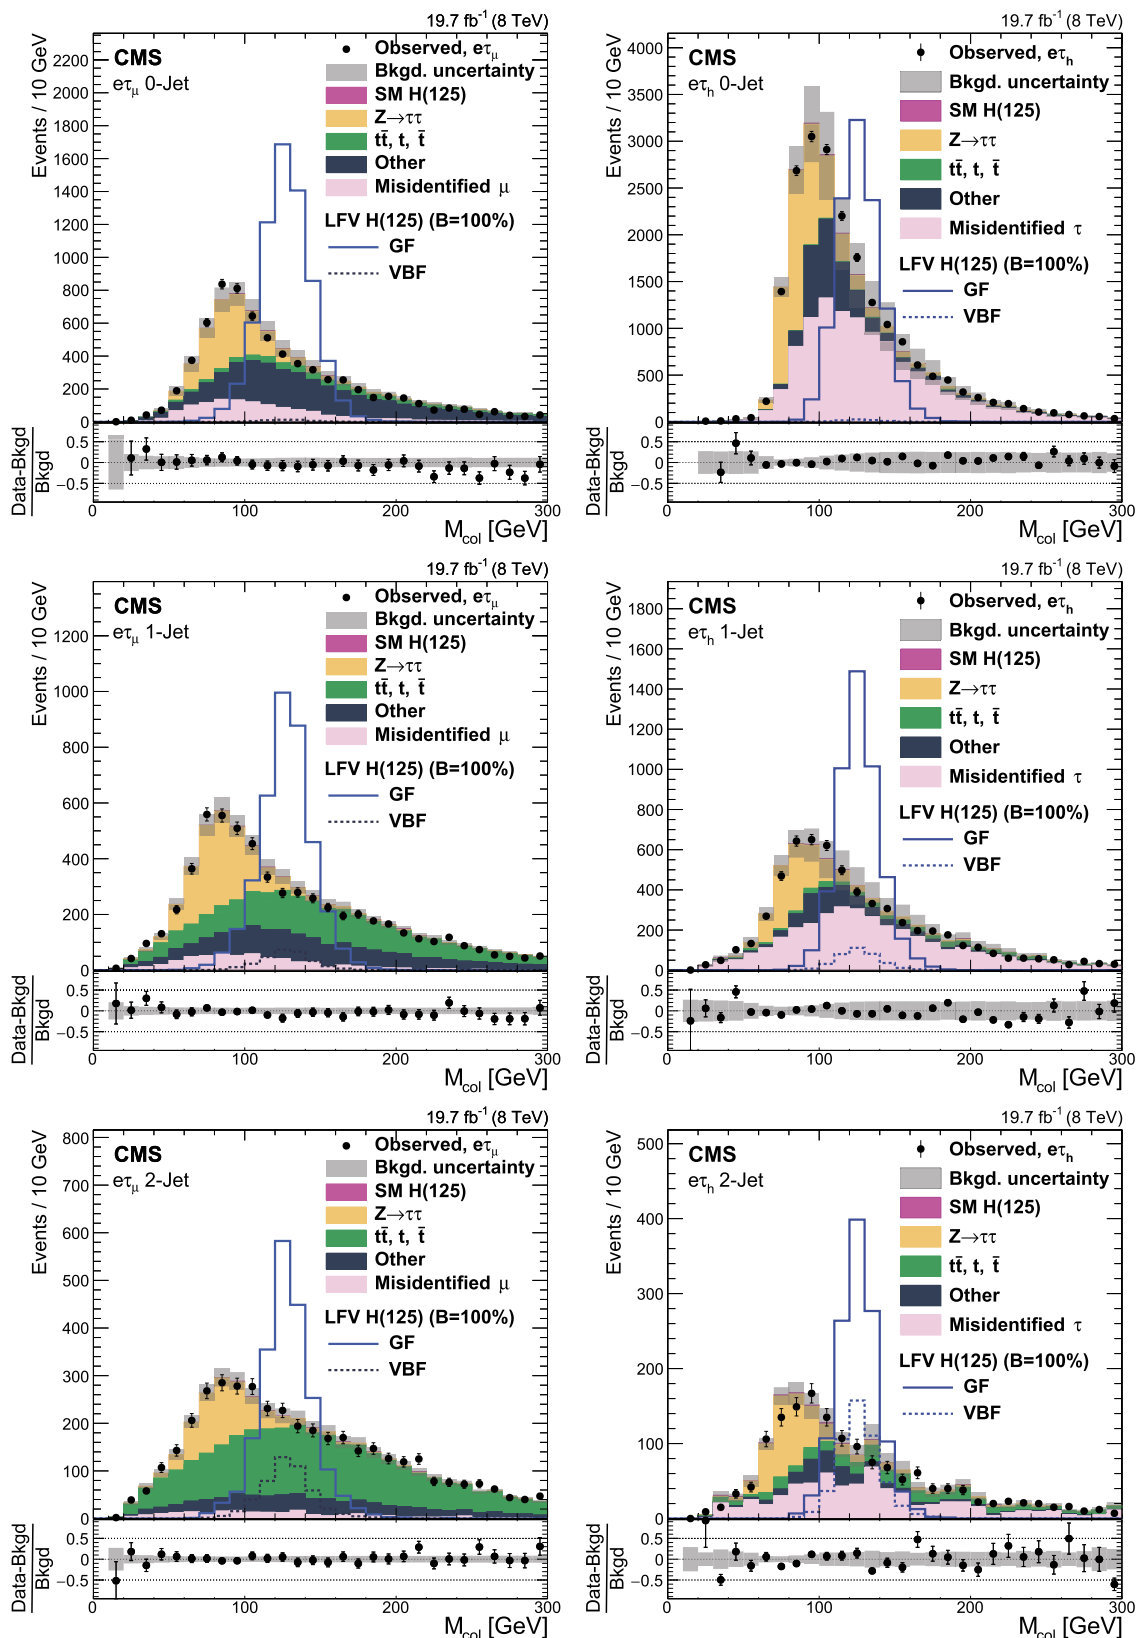 19.7 fb⁻¹ (8 TeV)
CMS
eτμ 0-Jet
Events / 10 GeV
2200
2000
1800
1600
1400
1200
1000
800
600
400
200
0
Observed, eτμ
Bkgd. uncertainty
SM H(125)
Z→ττ
tt̄, t, t̄
Other
Misidentified μ
LFV H(125) (B=100%)
GF
VBF
Data-Bkgd
Bkgd
0.5
0
−0.5
0 100 200 300
Mcol [GeV]
19.7 fb⁻¹ (8 TeV)
CMS
eτh 0-Jet
Events / 10 GeV
4000
3500
3000
2500
2000
1500
1000
500
0
Observed, eτh
Bkgd. uncertainty
SM H(125)
Z→ττ
tt̄, t, t̄
Other
Misidentified τ
LFV H(125) (B=100%)
GF
VBF
Data-Bkgd
Bkgd
0.5
0
−0.5
0 100 200 300
Mcol [GeV]
19.7 fb⁻¹ (8 TeV)
CMS
eτμ 1-Jet
Events / 10 GeV
1200
1000
800
600
400
200
0
Observed, eτμ
Bkgd. uncertainty
SM H(125)
Z→ττ
tt̄, t, t̄
Other
Misidentified μ
LFV H(125) (B=100%)
GF
VBF
Data-Bkgd
Bkgd
0.5
0
−0.5
0 100 200 300
Mcol [GeV]
19.7 fb⁻¹ (8 TeV)
CMS
eτh 1-Jet
Events / 10 GeV
1800
1600
1400
1200
1000
800
600
400
200
0
Observed, eτh
Bkgd. uncertainty
SM H(125)
Z→ττ
tt̄, t, t̄
Other
Misidentified τ
LFV H(125) (B=100%)
GF
VBF
Data-Bkgd
Bkgd
0.5
0
−0.5
0 100 200 300
Mcol [GeV]
19.7 fb⁻¹ (8 TeV)
CMS
eτμ 2-Jet
Events / 10 GeV
800
700
600
500
400
300
200
100
0
Observed, eτμ
Bkgd. uncertainty
SM H(125)
Z→ττ
tt̄, t, t̄
Other
Misidentified μ
LFV H(125) (B=100%)
GF
VBF
Data-Bkgd
Bkgd
0.5
0
−0.5
0 100 200 300
Mcol [GeV]
19.7 fb⁻¹ (8 TeV)
CMS
eτh 2-Jet
Events / 10 GeV
500
400
300
200
100
0
Observed, eτh
Bkgd. uncertainty
SM H(125)
Z→ττ
tt̄, t, t̄
Other
Misidentified τ
LFV H(125) (B=100%)
GF
VBF
Data-Bkgd
Bkgd
0.5
0
−0.5
0 100 200 300
Mcol [GeV]